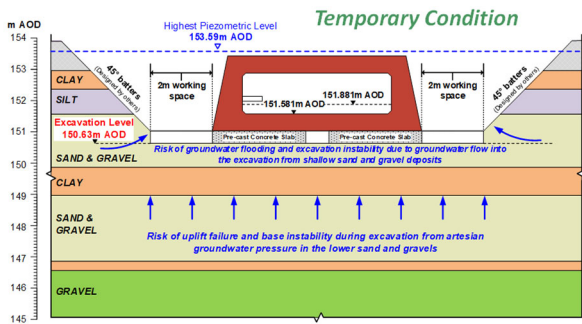 Temporary Condition
m AOD
Highest Piezometric Level
153.59m AOD
154
153
152
151
150
149
148
147
146
145
45° batters
(Designed by others)
2m working
space
2m working
space
45° batters
(Designed by others)
CLAY
SILT
151.881m AOD
151.581m AOD
Excavation Level
150.63m AOD
Pre-cast Concrete Slab
Pre-cast Concrete Slab
SAND & GRAVEL
Risk of groundwater flooding and excavation instability due to groundwater flow into
the excavation from shallow sand and gravel deposits
CLAY
SAND &
GRAVEL
Risk of uplift failure and base instability during excavation from artesian
groundwater pressure in the lower sand and gravels
GRAVEL